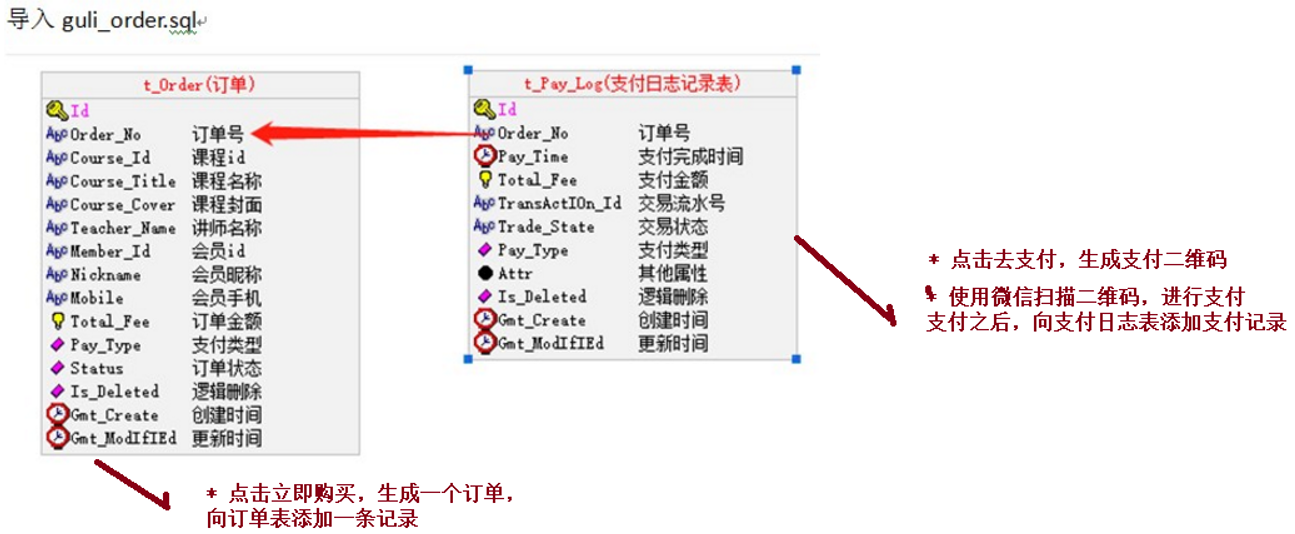 导入 guli_order.sql
t_Order(订单)
Id
Order_No 订单号
Course_Id 课程id
Course_Title 课程名称
Course_Cover 课程封面
Teacher_Name 讲师名称
Member_Id 会员id
Nickname 会员昵称
Mobile 会员手机
Total_Fee 订单金额
Pay_Type 支付类型
Status 订单状态
Is_Deleted 逻辑删除
Gmt_Create 创建时间
Gmt_ModIfIEd 更新时间
* 点击立即购买，生成一个订单，
向订单表添加一条记录
t_Pay_Log(支付日志记录表)
Id
Order_No 订单号
Pay_Time 支付完成时间
Total_Fee 支付金额
TransActIOn_Id 交易流水号
Trade_State 交易状态
Pay_Type 支付类型
Attr 其他属性
Is_Deleted 逻辑删除
Gmt_Create 创建时间
Gmt_ModIfIEd 更新时间
* 点击去支付，生成支付二维码
* 使用微信扫描二维码，进行支付
支付之后，向支付日志表添加支付记录